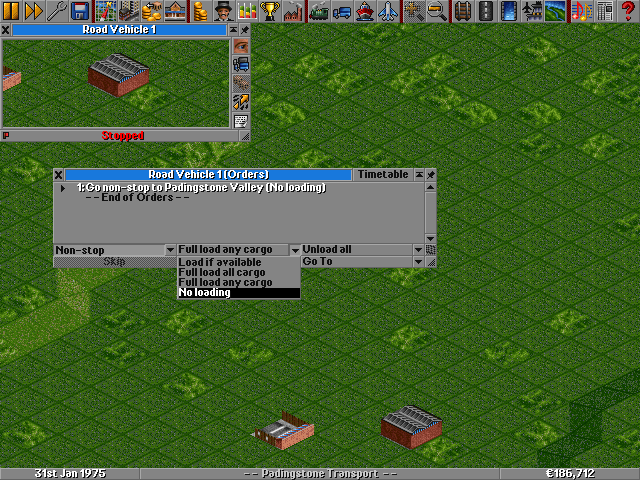 Road Vehicle 1
Stopped
Road Vehicle 1 (Orders)
Timetable
1: Go non-stop to Padingstone Valley (No loading)
- - End of Orders - -
Non-stop
Full load any cargo
Unload all
Skip
Go To
Load if available
Full load all cargo
Full load any cargo
No loading
31st Jan 1975
- - Padingstone Transport - -
€186,712